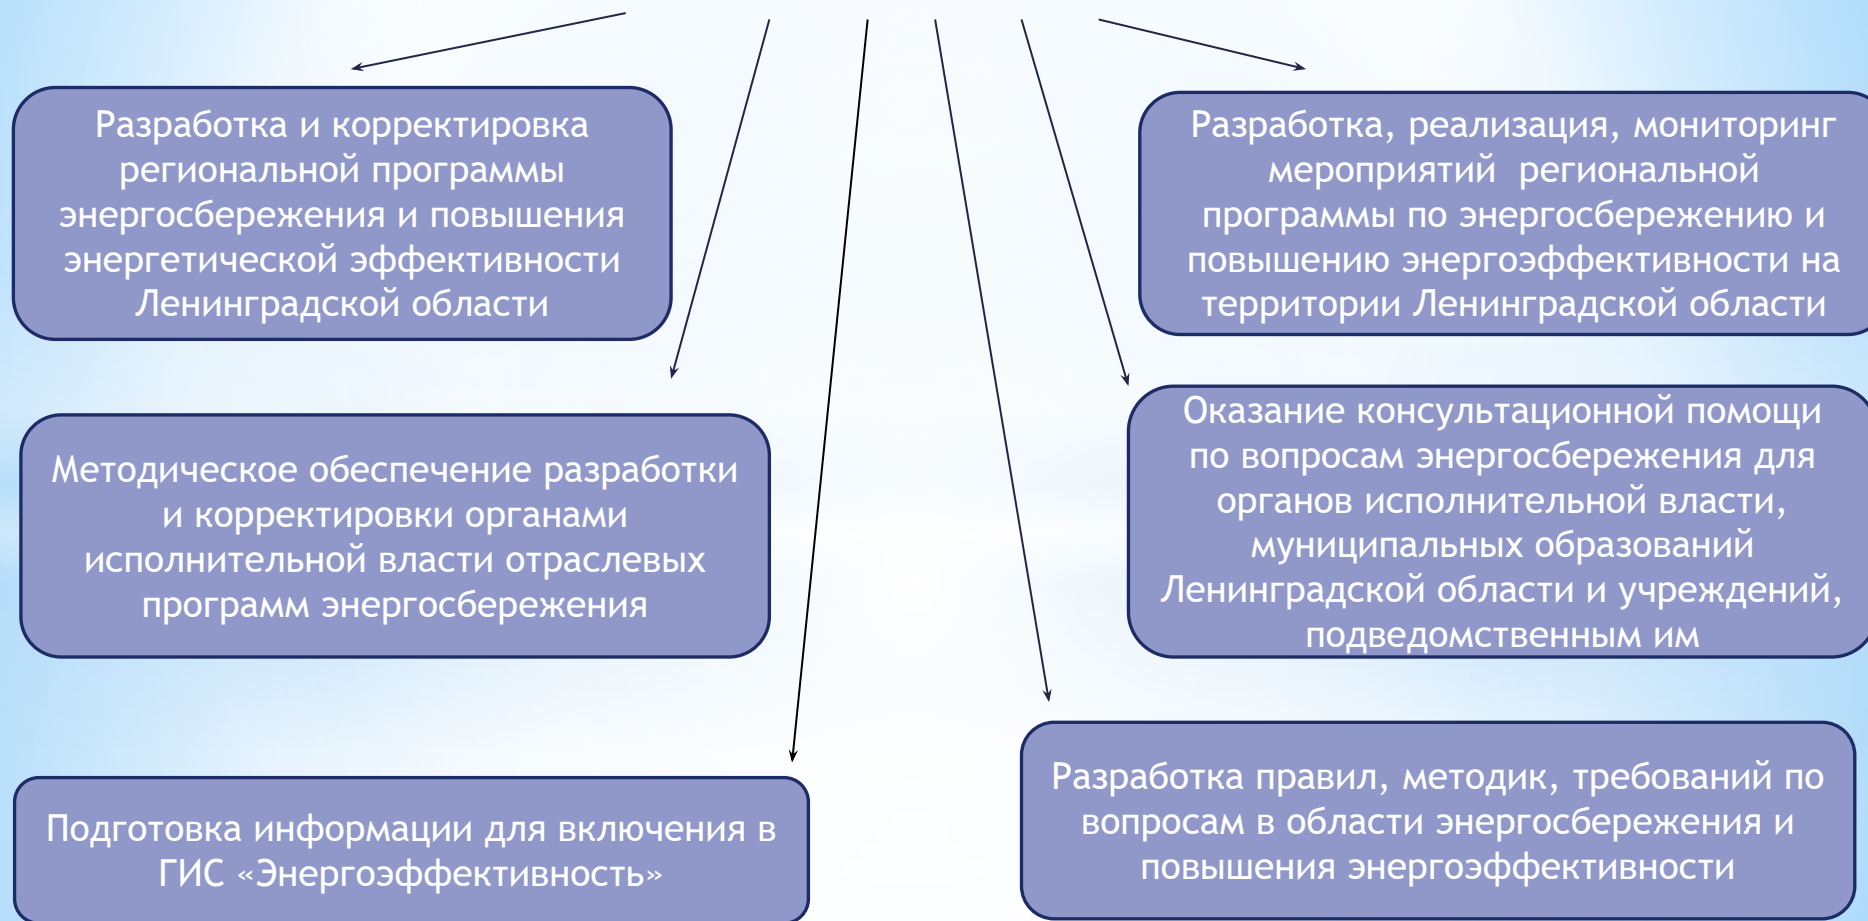 Разработка и корректировка
региональной программы
энергосбережения и повышения
энергетической эффективности
Ленинградской области
Разработка, реализация, мониторинг
мероприятий  региональной
программы по энергосбережению и
повышению энергоэффективности на
территории Ленинградской области
Методическое обеспечение разработки
и корректировки органами
исполнительной власти отраслевых
программ энергосбережения
Оказание консультационной помощи
по вопросам энергосбережения для
органов исполнительной власти,
муниципальных образований
Ленинградской области и учреждений,
подведомственным им
Подготовка информации для включения в
ГИС «Энергоэффективность»
Разработка правил, методик, требований по
вопросам в области энергосбережения и
повышения энергоэффективности